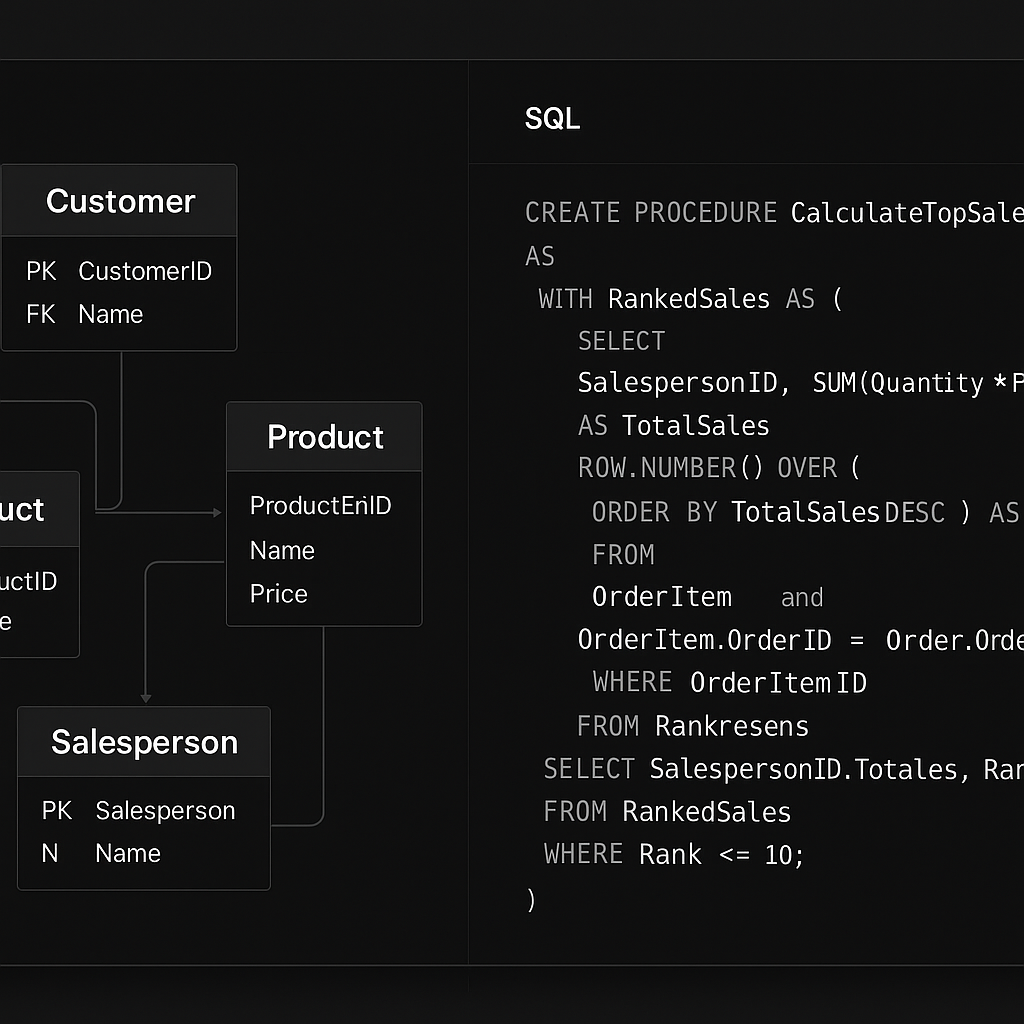 Customer
PK CustomerID
FK Name
uct
uctID
e
Product
ProductEnID
Name
Price
Salesperson
PK Salesperson
N Name
SQL
CREATE PROCEDURE CalculateTopSale
AS
WITH RankedSales AS (
SELECT
SalespersonID, SUM(Quantity *P
AS TotalSales
ROW.NUMBER() OVER (
ORDER BY TotalSales DESC ) AS
FROM
OrderItem and
OrderItem.OrderID = Order.Orde
WHERE OrderItem ID
FROM Rankresens
SELECT SalespersonID.Totales, Ran
FROM RankedSales
WHERE Rank <= 10;
)